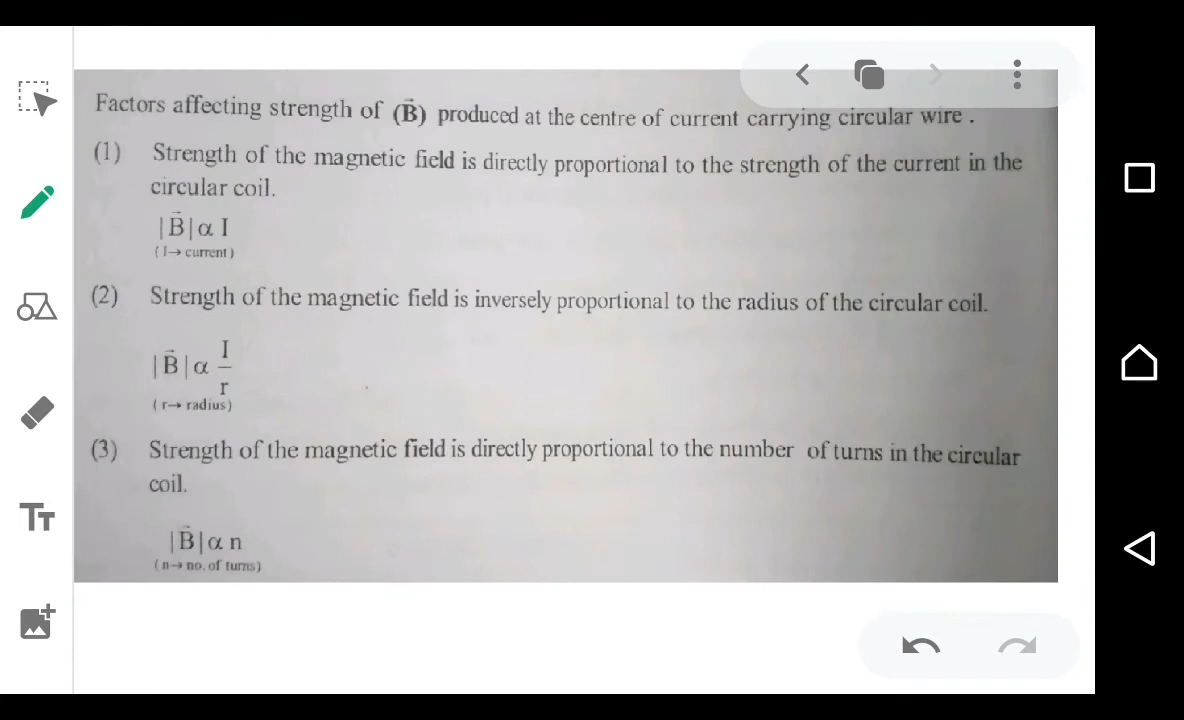 Factors affecting strength of (B⃗) produced at the centre of current carrying circular wire .
(1) Strength of the magnetic field is directly proportional to the strength of the current in the
circular coil.
|B⃗| α I
( I→ current )
(2) Strength of the magnetic field is inversely proportional to the radius of the circular coil.
|B⃗| α I/r
( r→ radius)
(3) Strength of the magnetic field is directly proportional to the number of turns in the circular
coil.
|B⃗| α n
( n→ no. of turns)
TT